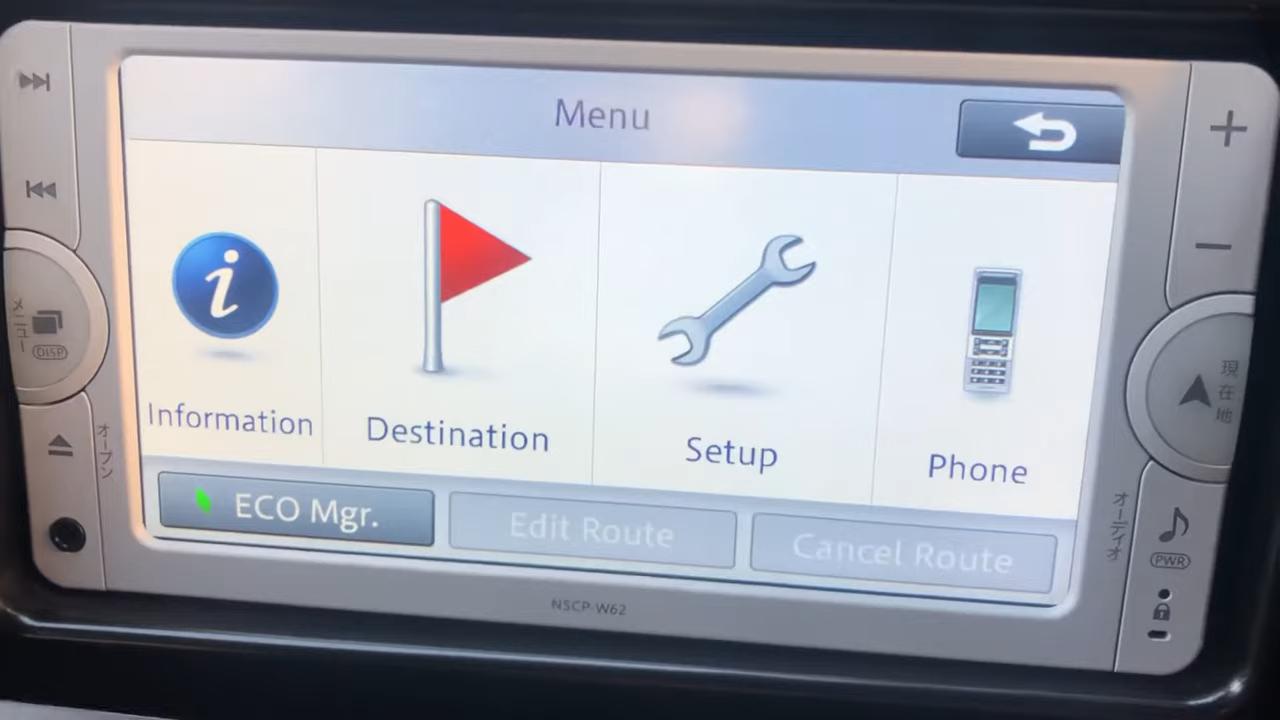 Menu
Information
Destination
Setup
Phone
ECO Mgr.
Edit Route
Cancel Route
NSCP-W62
メニュー
DISP
オープン
現在地
オーディオ
PWR